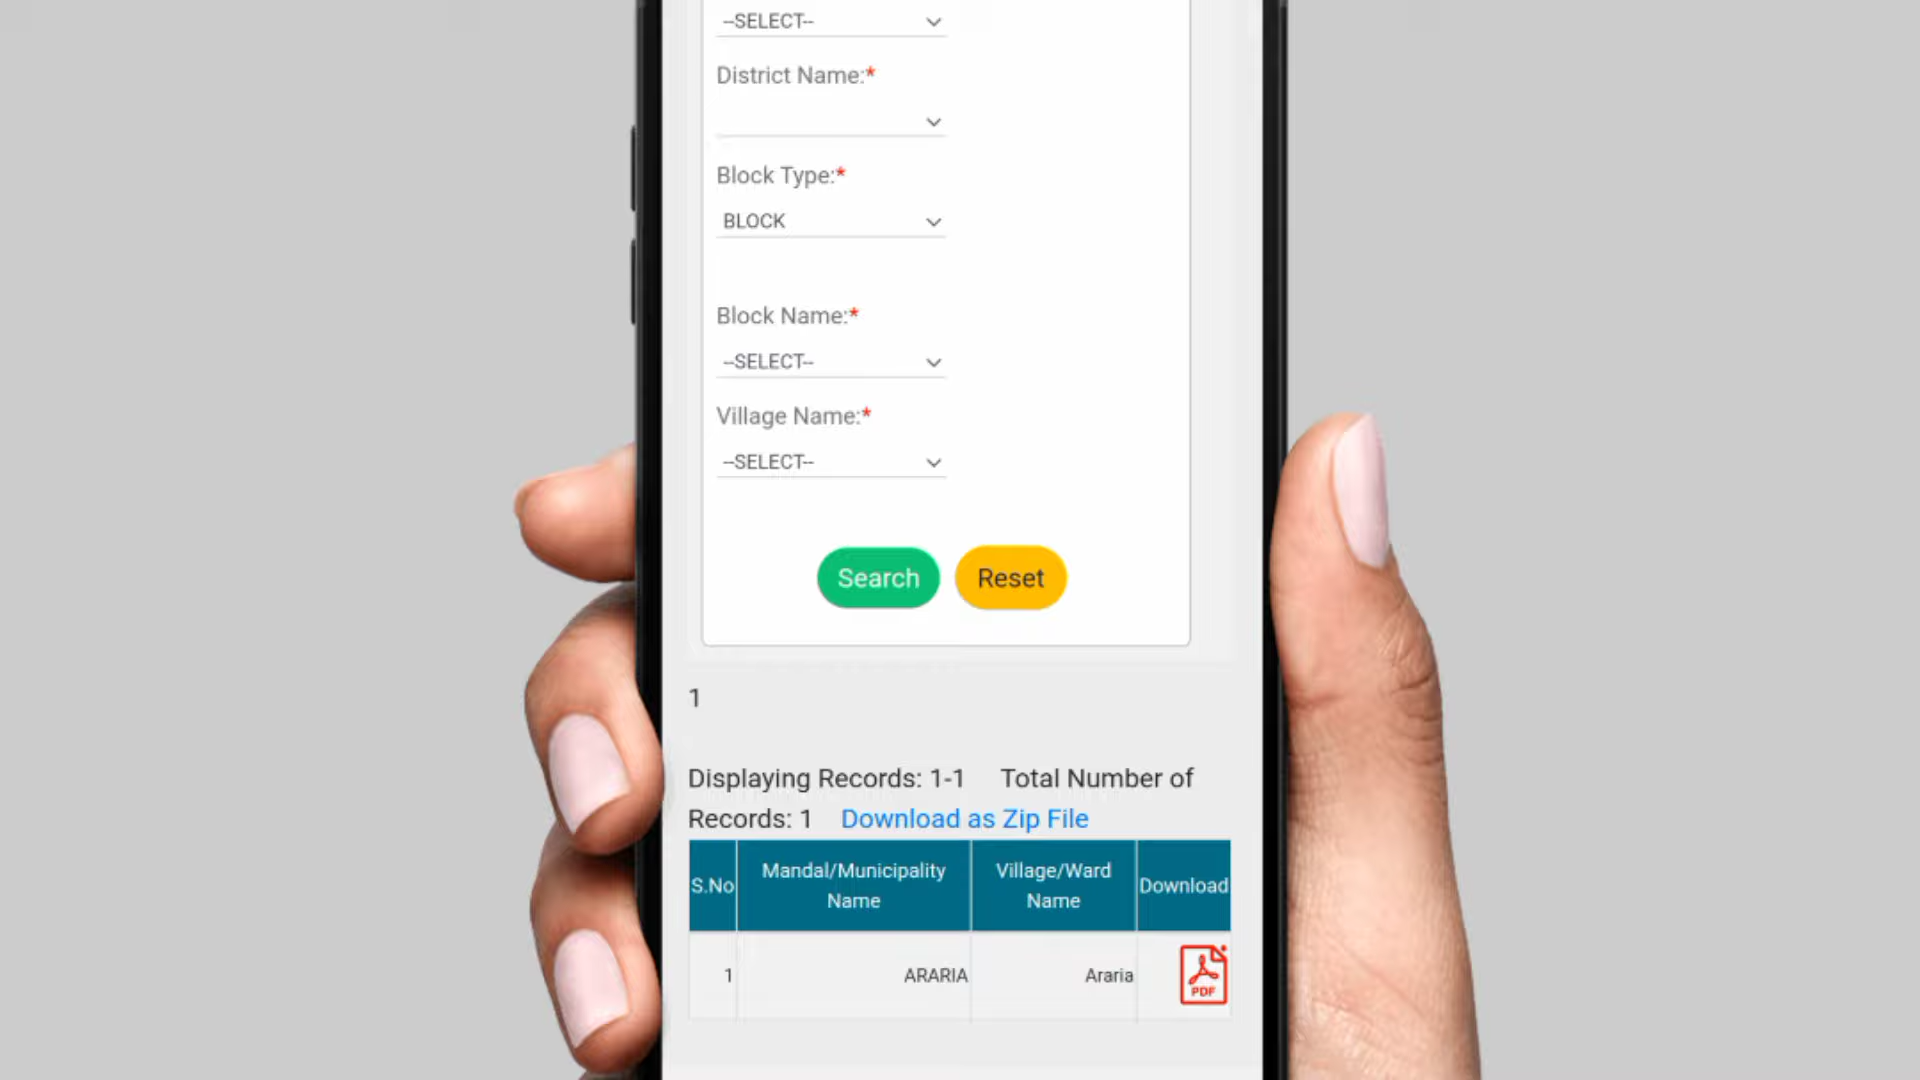 --SELECT--
District Name:*
Block Type:*
BLOCK
Block Name:*
--SELECT--
Village Name:*
--SELECT--
Search Reset
1
Displaying Records: 1-1 Total Number of
Records: 1 Download as Zip File
S.No Mandal/Municipality Name Village/Ward Name Download
1 ARARIA Araria PDF